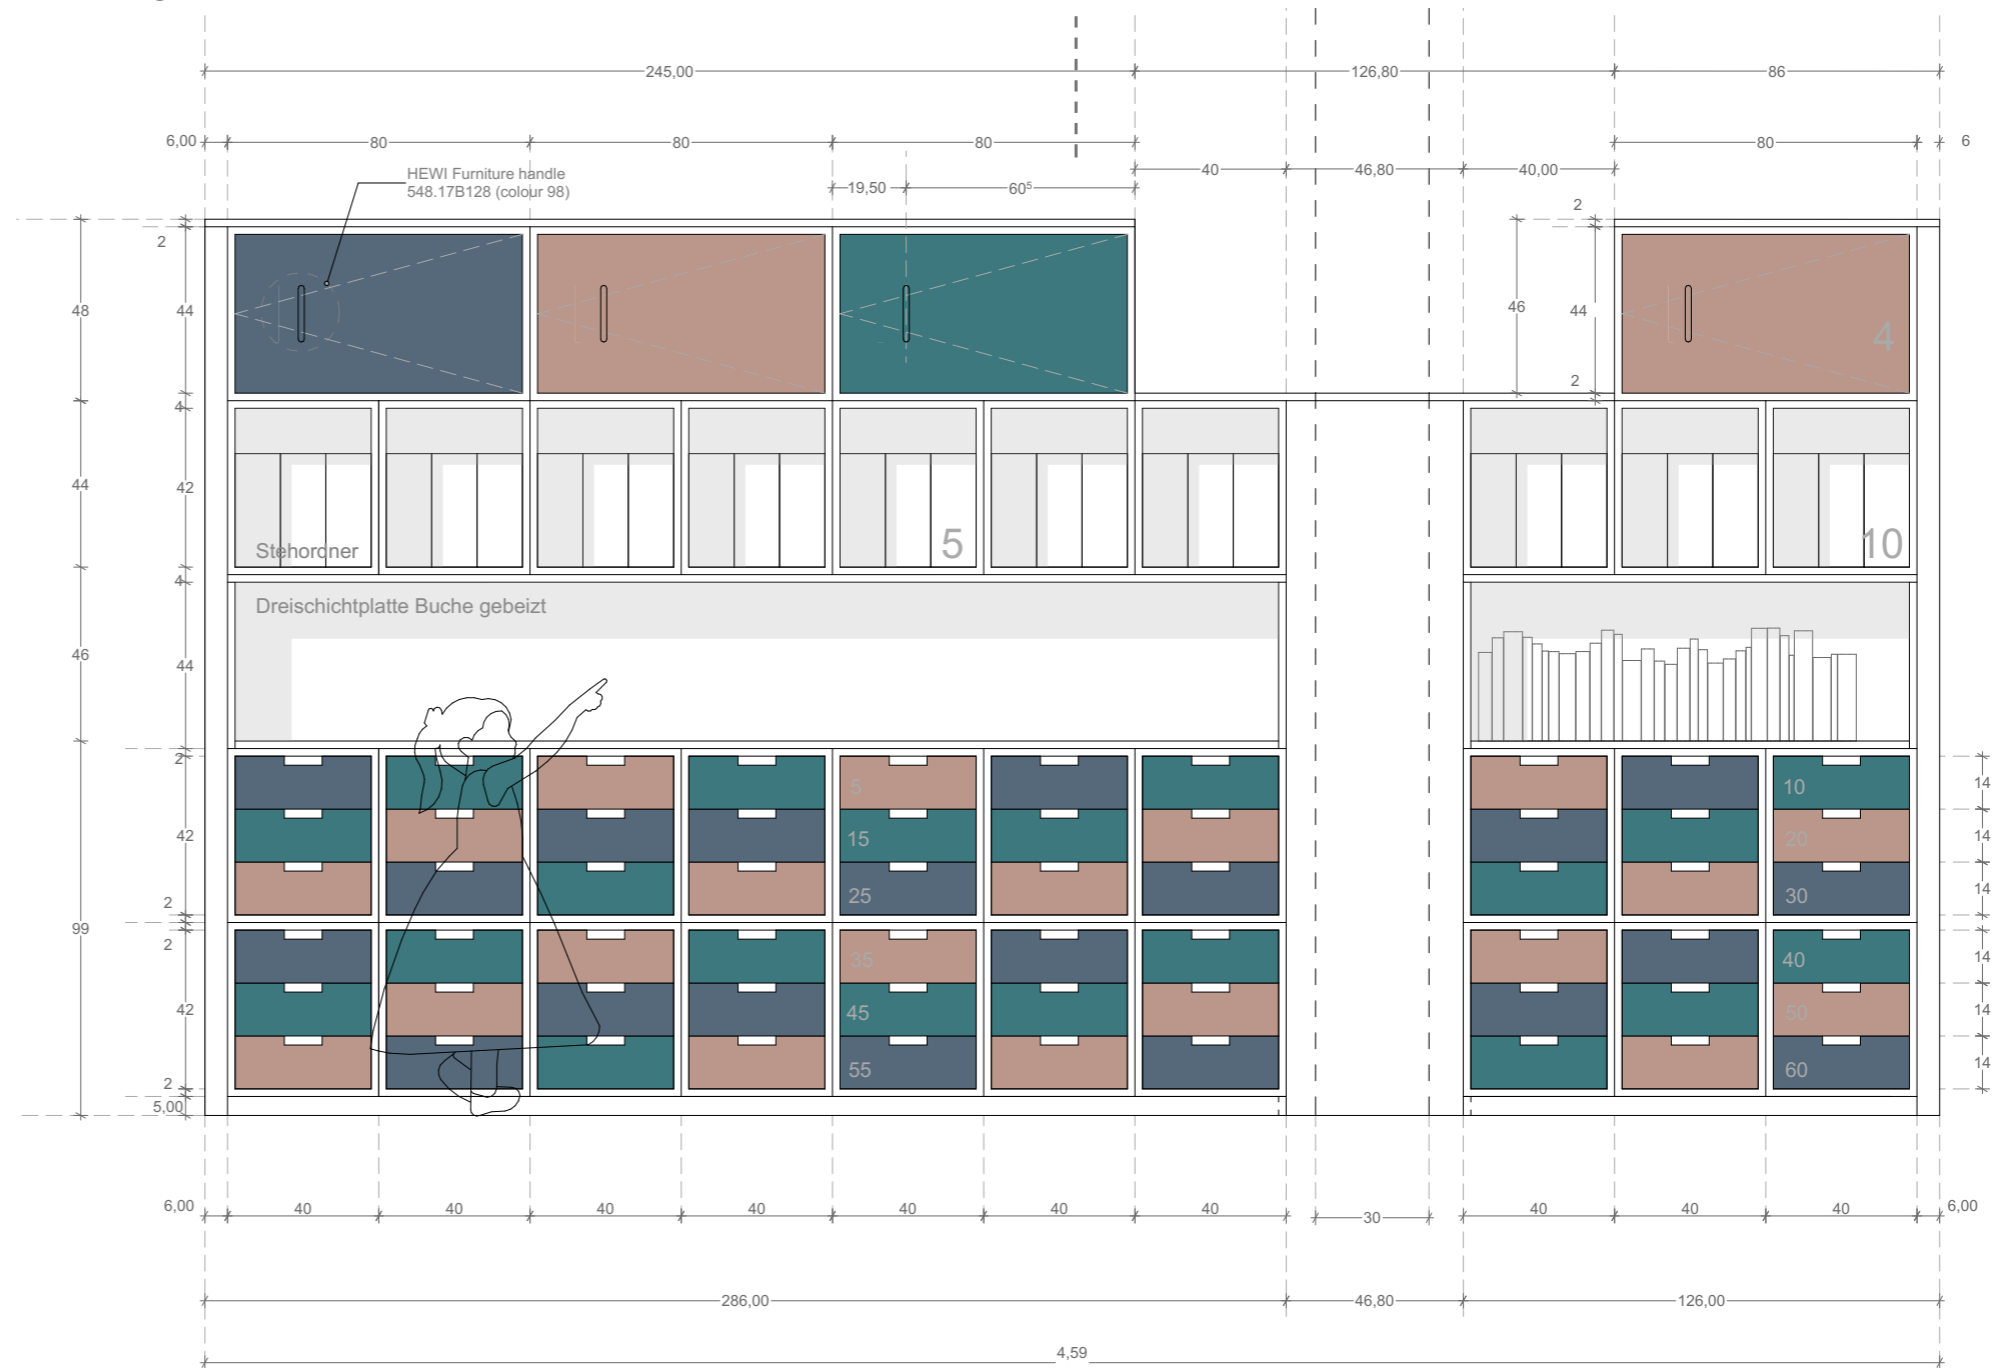 245,00 126,80 86
6,00 80 80 80 80 6
40 46,80 40,00
HEWI Furniture handle
548.17B128 (colour 98)
19,50 60⁵
2 2
48 44 46 44 4
2
4
44 42
Stehordner 5 10
4
Dreischichtplatte Buche gebeizt
46 44
2
5 10 14
42 15 20 14
25 30 14
2
99
2
35 40 14
42 45 50 14
55 60 14
2
5,00
6,00 40 40 40 40 40 40 40 30 40 40 40 6,00
286,00 46,80 126,00
4,59